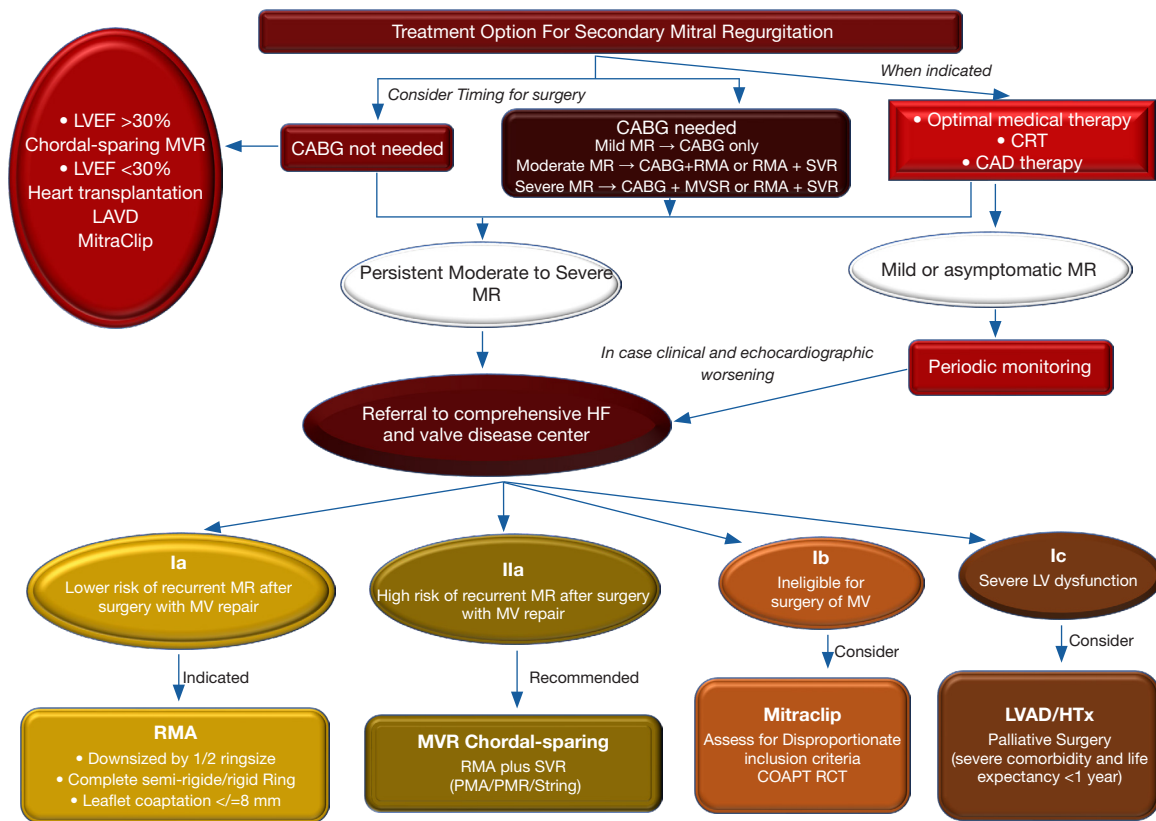 Treatment Option For Secondary Mitral Regurgitation
Consider Timing for surgery
When indicated
• LVEF >30%
Chordal-sparing MVR
• LVEF <30%
Heart transplantation
LAVD
MitraClip
CABG not needed
CABG needed
Mild MR → CABG only
Moderate MR → CABG+RMA or RMA + SVR
Severe MR → CABG + MVSR or RMA + SVR
• Optimal medical therapy
• CRT
• CAD therapy
Persistent Moderate to Severe
MR
Mild or asymptomatic MR
In case clinical and echocardiographic
worsening
Periodic monitoring
Referral to comprehensive HF
and valve disease center
Ia
Lower risk of recurrent MR after
surgery with MV repair
IIa
High risk of recurrent MR after surgery
with MV repair
Ib
Ineligible for
surgery of MV
Ic
Severe LV dysfunction
Indicated
Recommended
Consider
Consider
RMA
• Downsized by 1/2 ringsize
• Complete semi-rigide/rigid Ring
• Leaflet coaptation </=8 mm
MVR Chordal-sparing
RMA plus SVR
(PMA/PMR/String)
Mitraclip
Assess for Disproportionate
inclusion criteria
COAPT RCT
LVAD/HTx
Palliative Surgery
(severe comorbidity and life
expectancy <1 year)